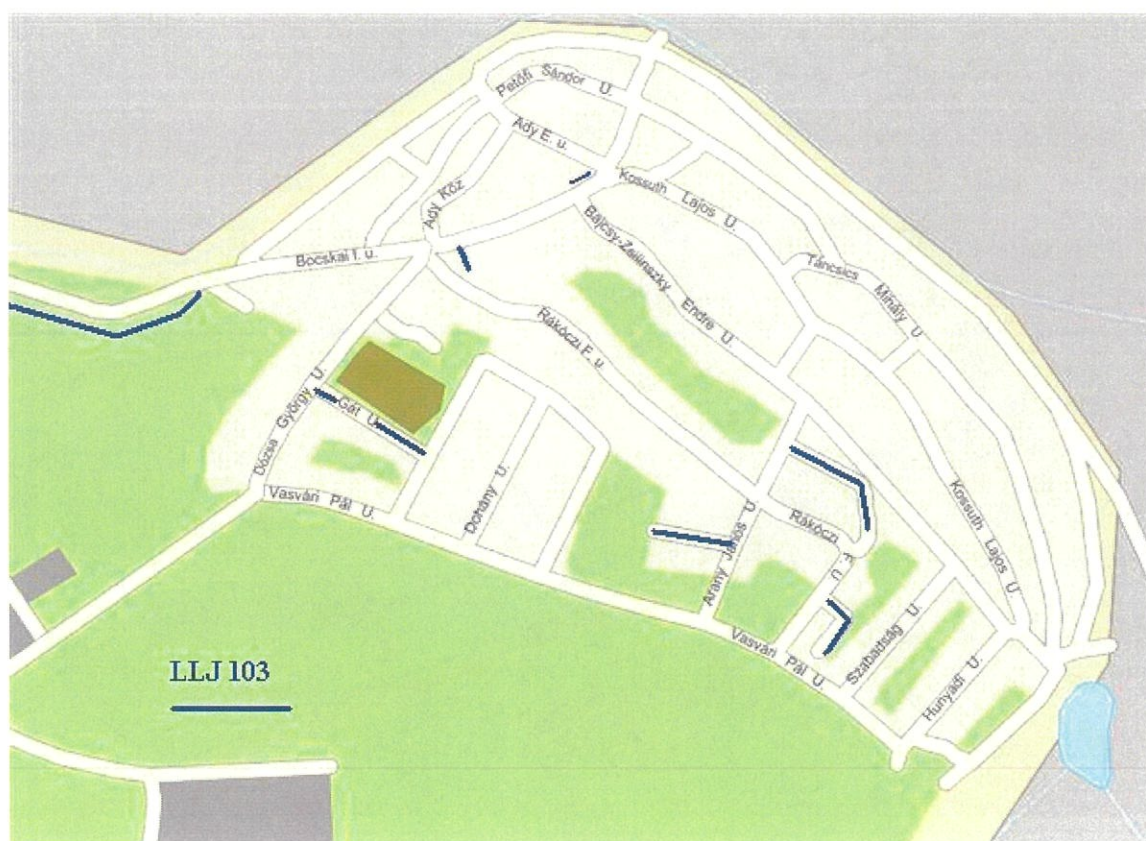 Petőfi Sándor U.
Ady E. u.
Kossuth Lajos U.
Ady Köz
Bajcsy-Zsilinszky Endre U.
Bocskai I. u.
Táncsics Mihály U
Rákóczi F. u
Dózsa György U.
Gát U.
Vasvári Pál U.
Dohány U.
Arany János U
Rákóczi F. U.
Kossuth Lajos U.
Vasvári Pál U.
Szabadság U.
Hunyadi U.
LLJ 103